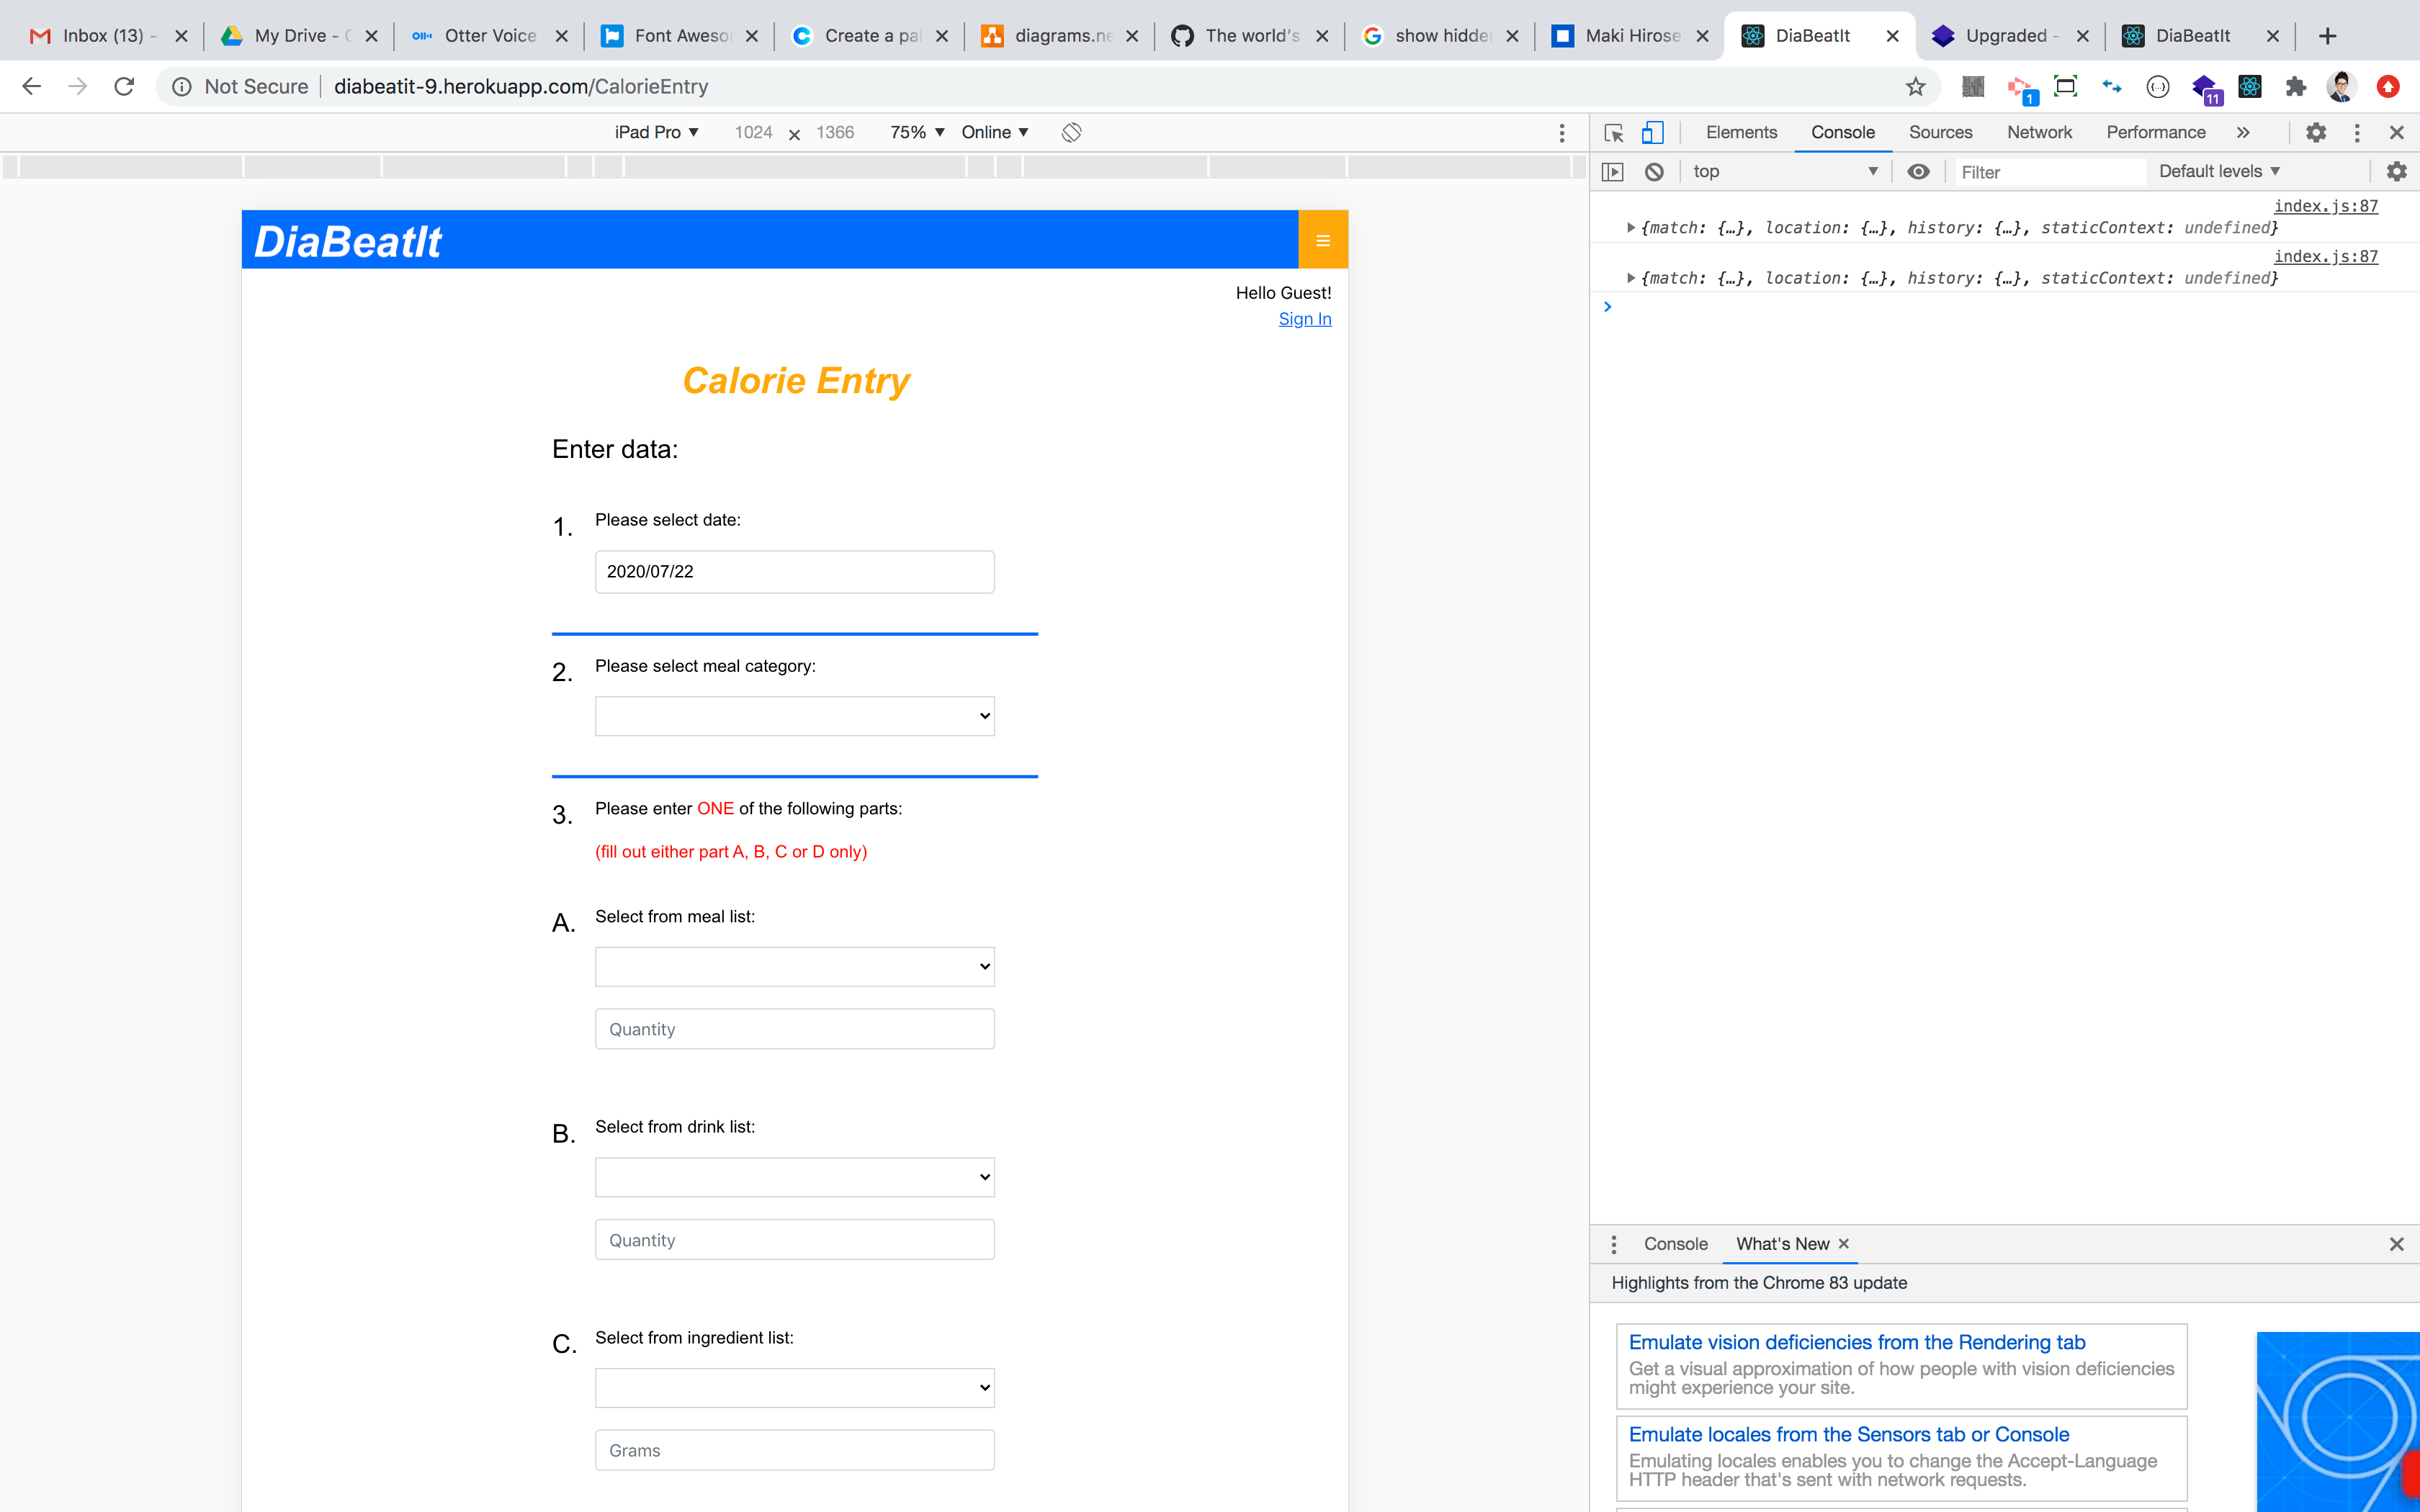 Inbox (13) -
My Drive - G
Otter Voice
Font Aweso
Create a pal
diagrams.ne
The world's
show hidden
Maki Hirose
DiaBeatIt
Upgraded -
DiaBeatIt
Not Secure
diabeatit-9.herokuapp.com/CalorieEntry
1
11
iPad Pro
1024 × 1366
75%
Online
Elements
Console
Sources
Network
Performance
top
Filter
Default levels
index.js:87
{match: {…}, location: {…}, history: {…}, staticContext: undefined}
index.js:87
{match: {…}, location: {…}, history: {…}, staticContext: undefined}
DiaBeatIt
Hello Guest!
Sign In
Calorie Entry
Enter data:
1. Please select date:
2020/07/22
2. Please select meal category:
3. Please enter ONE of the following parts:
(fill out either part A, B, C or D only)
A. Select from meal list:
Quantity
B. Select from drink list:
Quantity
C. Select from ingredient list:
Grams
Console
What's New
Highlights from the Chrome 83 update
Emulate vision deficiencies from the Rendering tab
Get a visual approximation of how people with vision deficiencies
might experience your site.
Emulate locales from the Sensors tab or Console
Emulating locales enables you to change the Accept-Language
HTTP header that's sent with network requests.